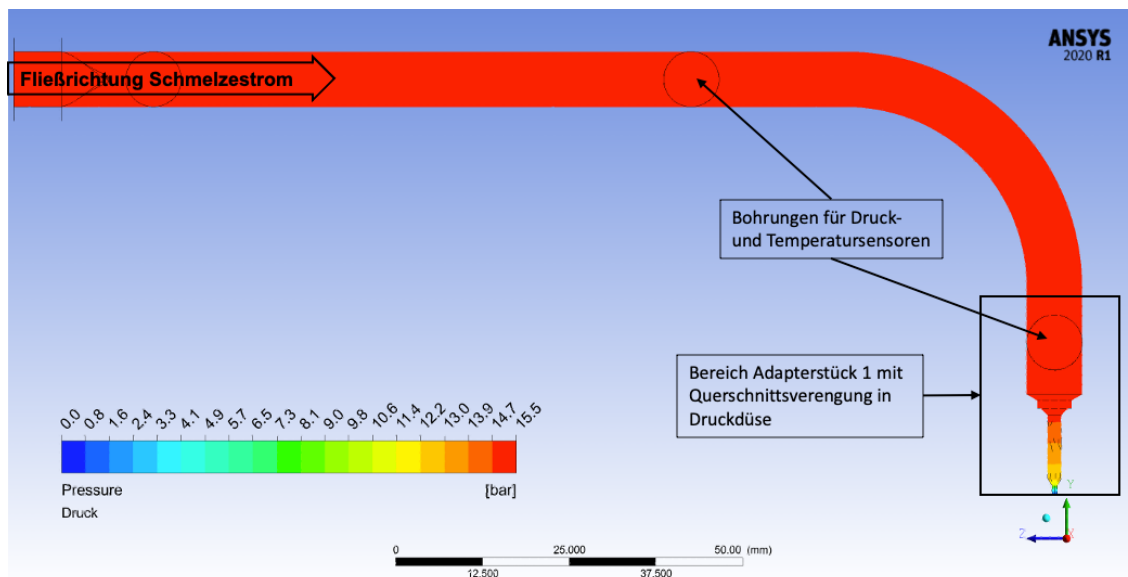 ANSYS
2020 R1
Fließrichtung Schmelzestrom
Bohrungen für Druck-
und Temperatursensoren
Bereich Adapterstück 1 mit
Querschnittsverengung in
Druckdüse
0.0 0.8 1.6 2.4 3.3 4.1 4.9 5.7 6.5 7.3 8.1 9.0 9.8 10.6 11.4 12.2 13.0 13.9 14.7 15.5
Pressure [bar]
Druck
Y
Z X
0 25.000 50.00 (mm)
12.500 37.500